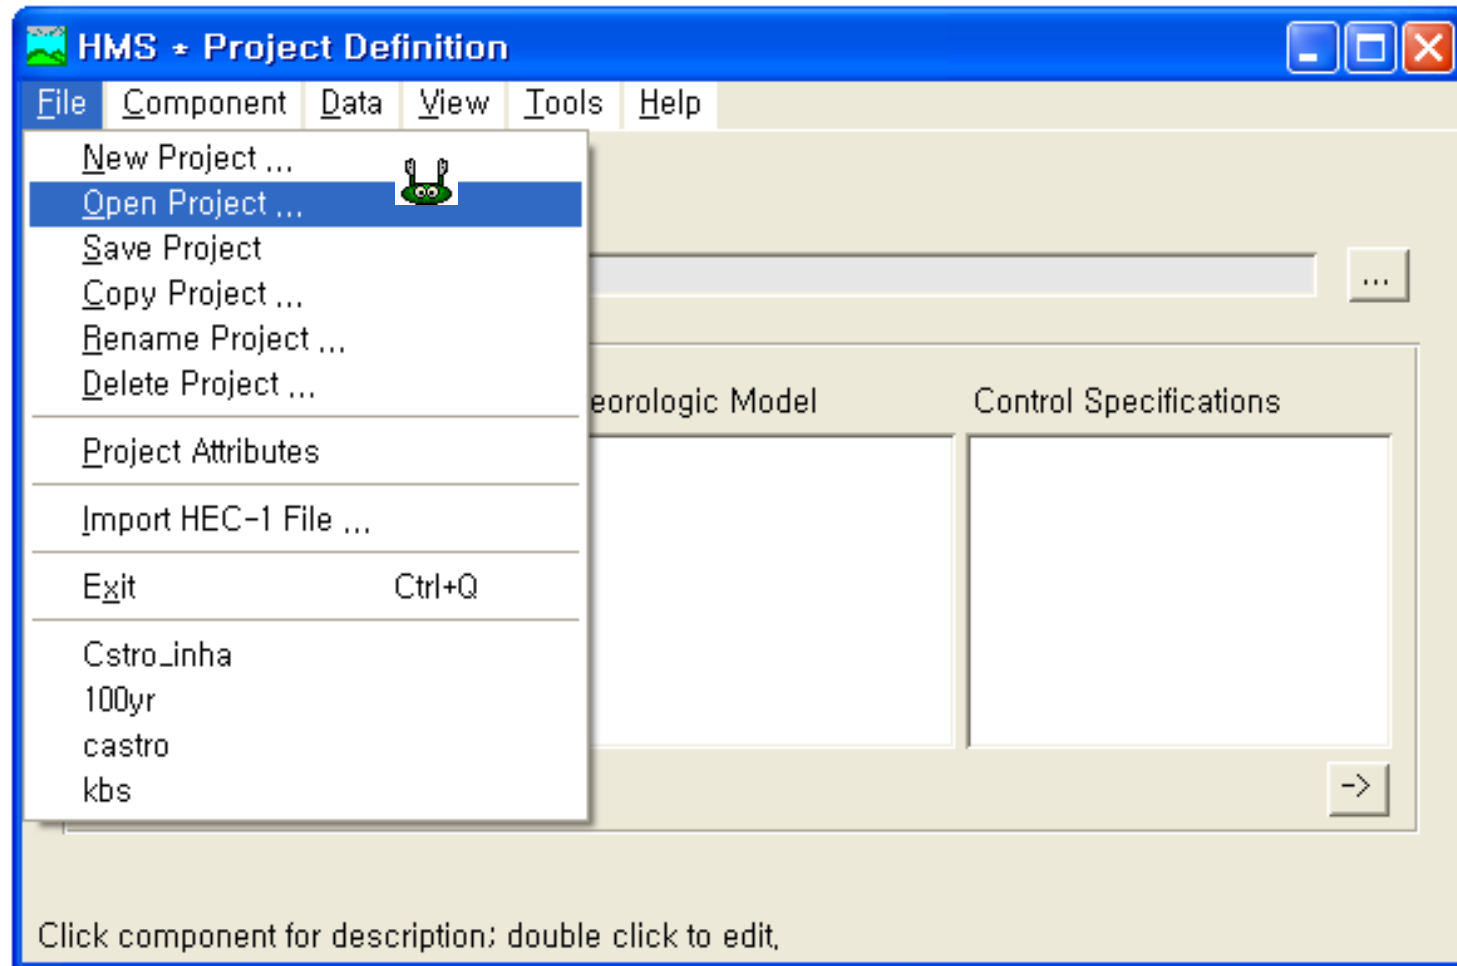 HMS * Project Definition
File Component Data View Tools Help
New Project ...
Open Project ...
Save Project
Copy Project ...
Rename Project ...
Delete Project ...
...
eorologic Model Control Specifications
Project Attributes
Import HEC-1 File ...
Exit Ctrl+Q
Cstro_inha
100yr
castro
kbs
->
Click component for description; double click to edit.